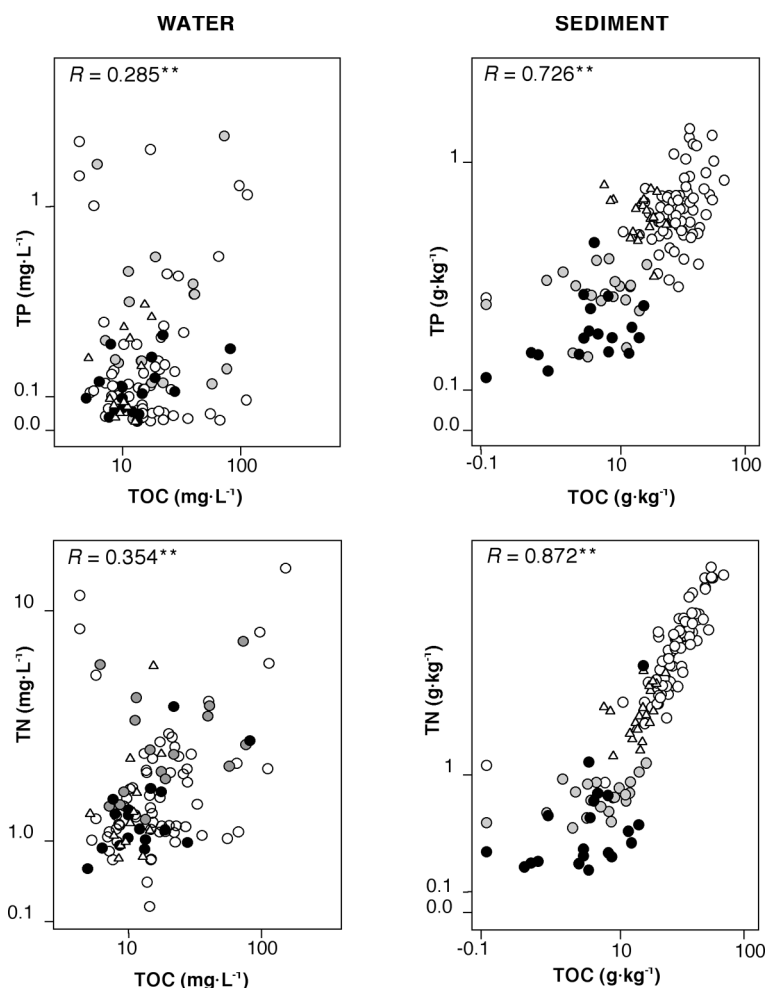 WATER
SEDIMENT
R = 0.285**
1
0.1
0.0
TP (mg·L⁻¹)
10
100
TOC (mg·L⁻¹)
R = 0.726**
1
0.1
0.0
TP (g·kg⁻¹)
-0.1
10
100
TOC (g·kg⁻¹)
R = 0.354**
10
1.0
0.1
TN (mg·L⁻¹)
10
100
TOC (mg·L⁻¹)
R = 0.872**
1
0.1
0.0
TN (g·kg⁻¹)
-0.1
10
100
TOC (g·kg⁻¹)